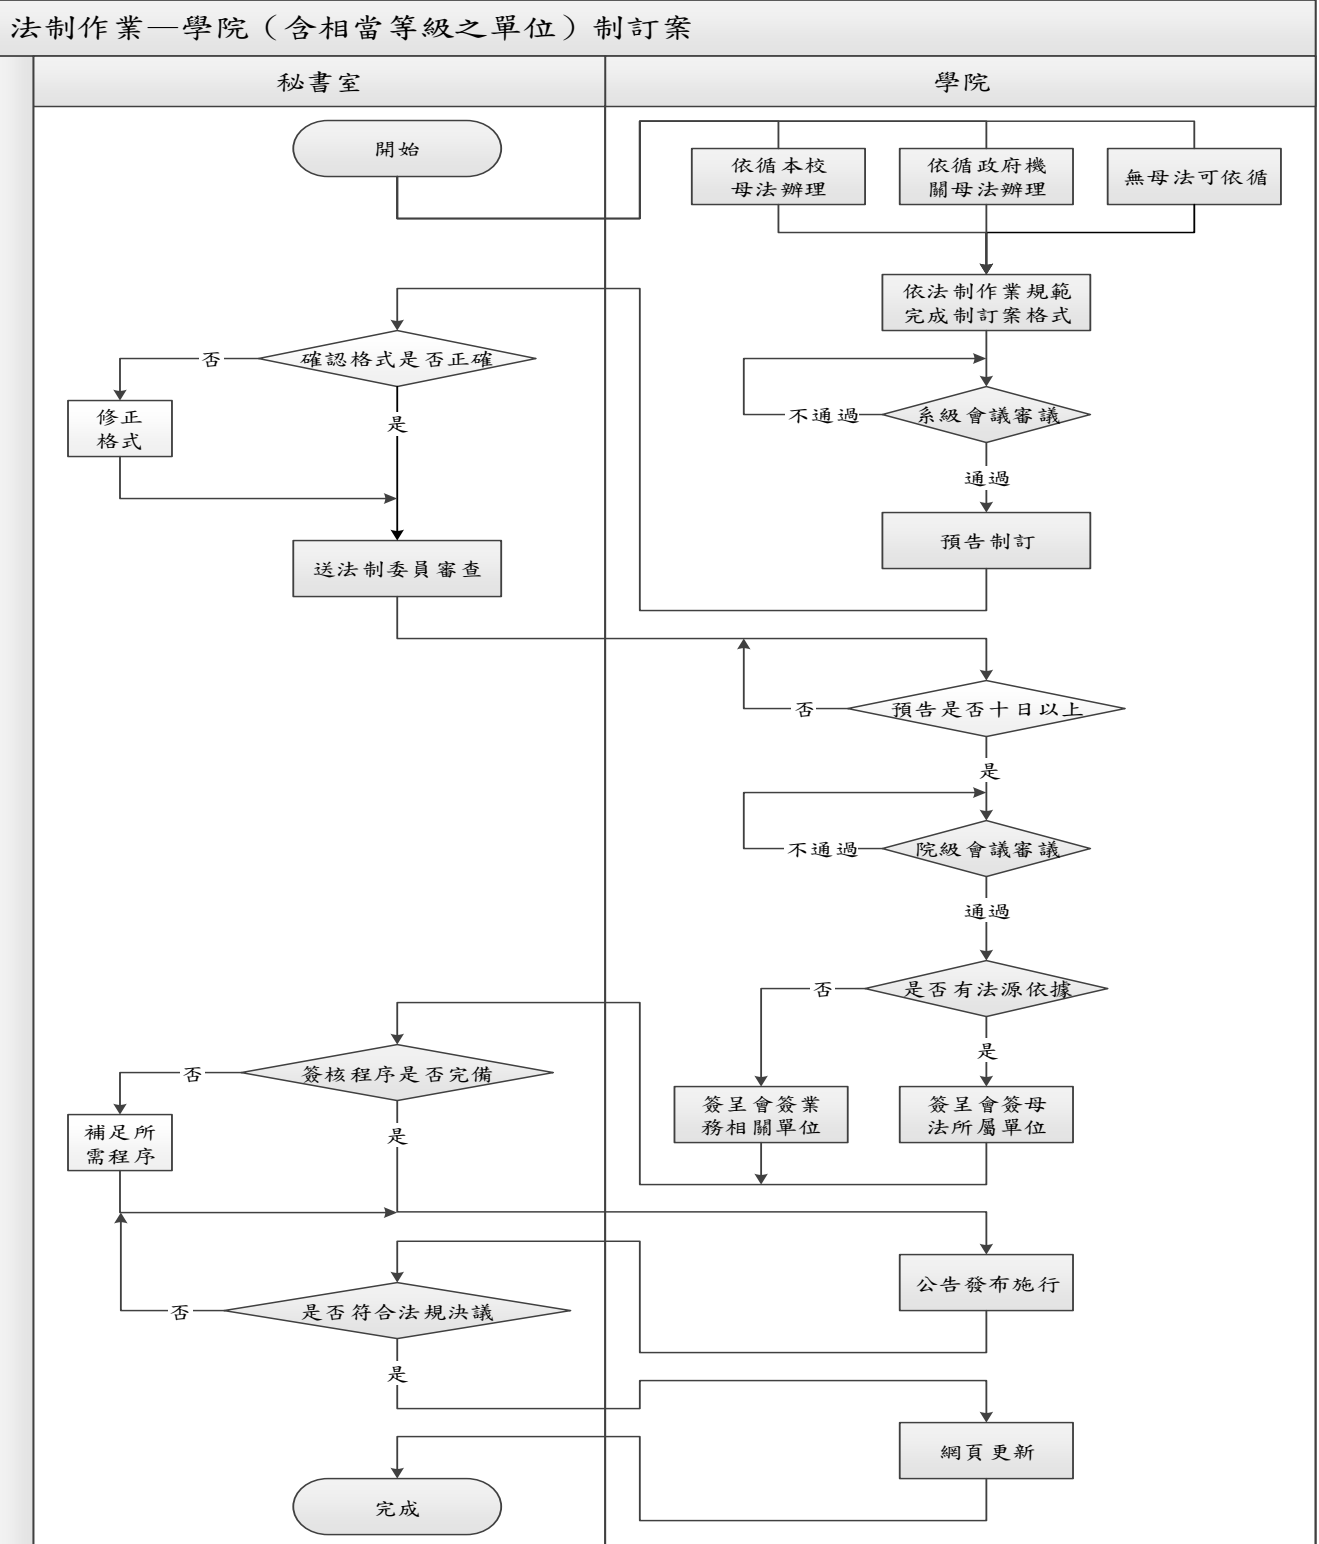 法制作業—學院（含相當等級之單位）制訂案
秘書室
學院
開始
依循本校
母法辦理
依循政府機
關母法辦理
無母法可依循
依法制作業規範
完成制訂案格式
確認格式是否正確
否
是
修正
格式
系級會議審議
不通過
通過
預告制訂
送法制委員審查
預告是否十日以上
否
是
院級會議審議
不通過
通過
是否有法源依據
否
是
簽呈會簽業
務相關單位
簽呈會簽母
法所屬單位
簽核程序是否完備
否
是
補足所
需程序
公告發布施行
是否符合法規決議
否
是
網頁更新
完成